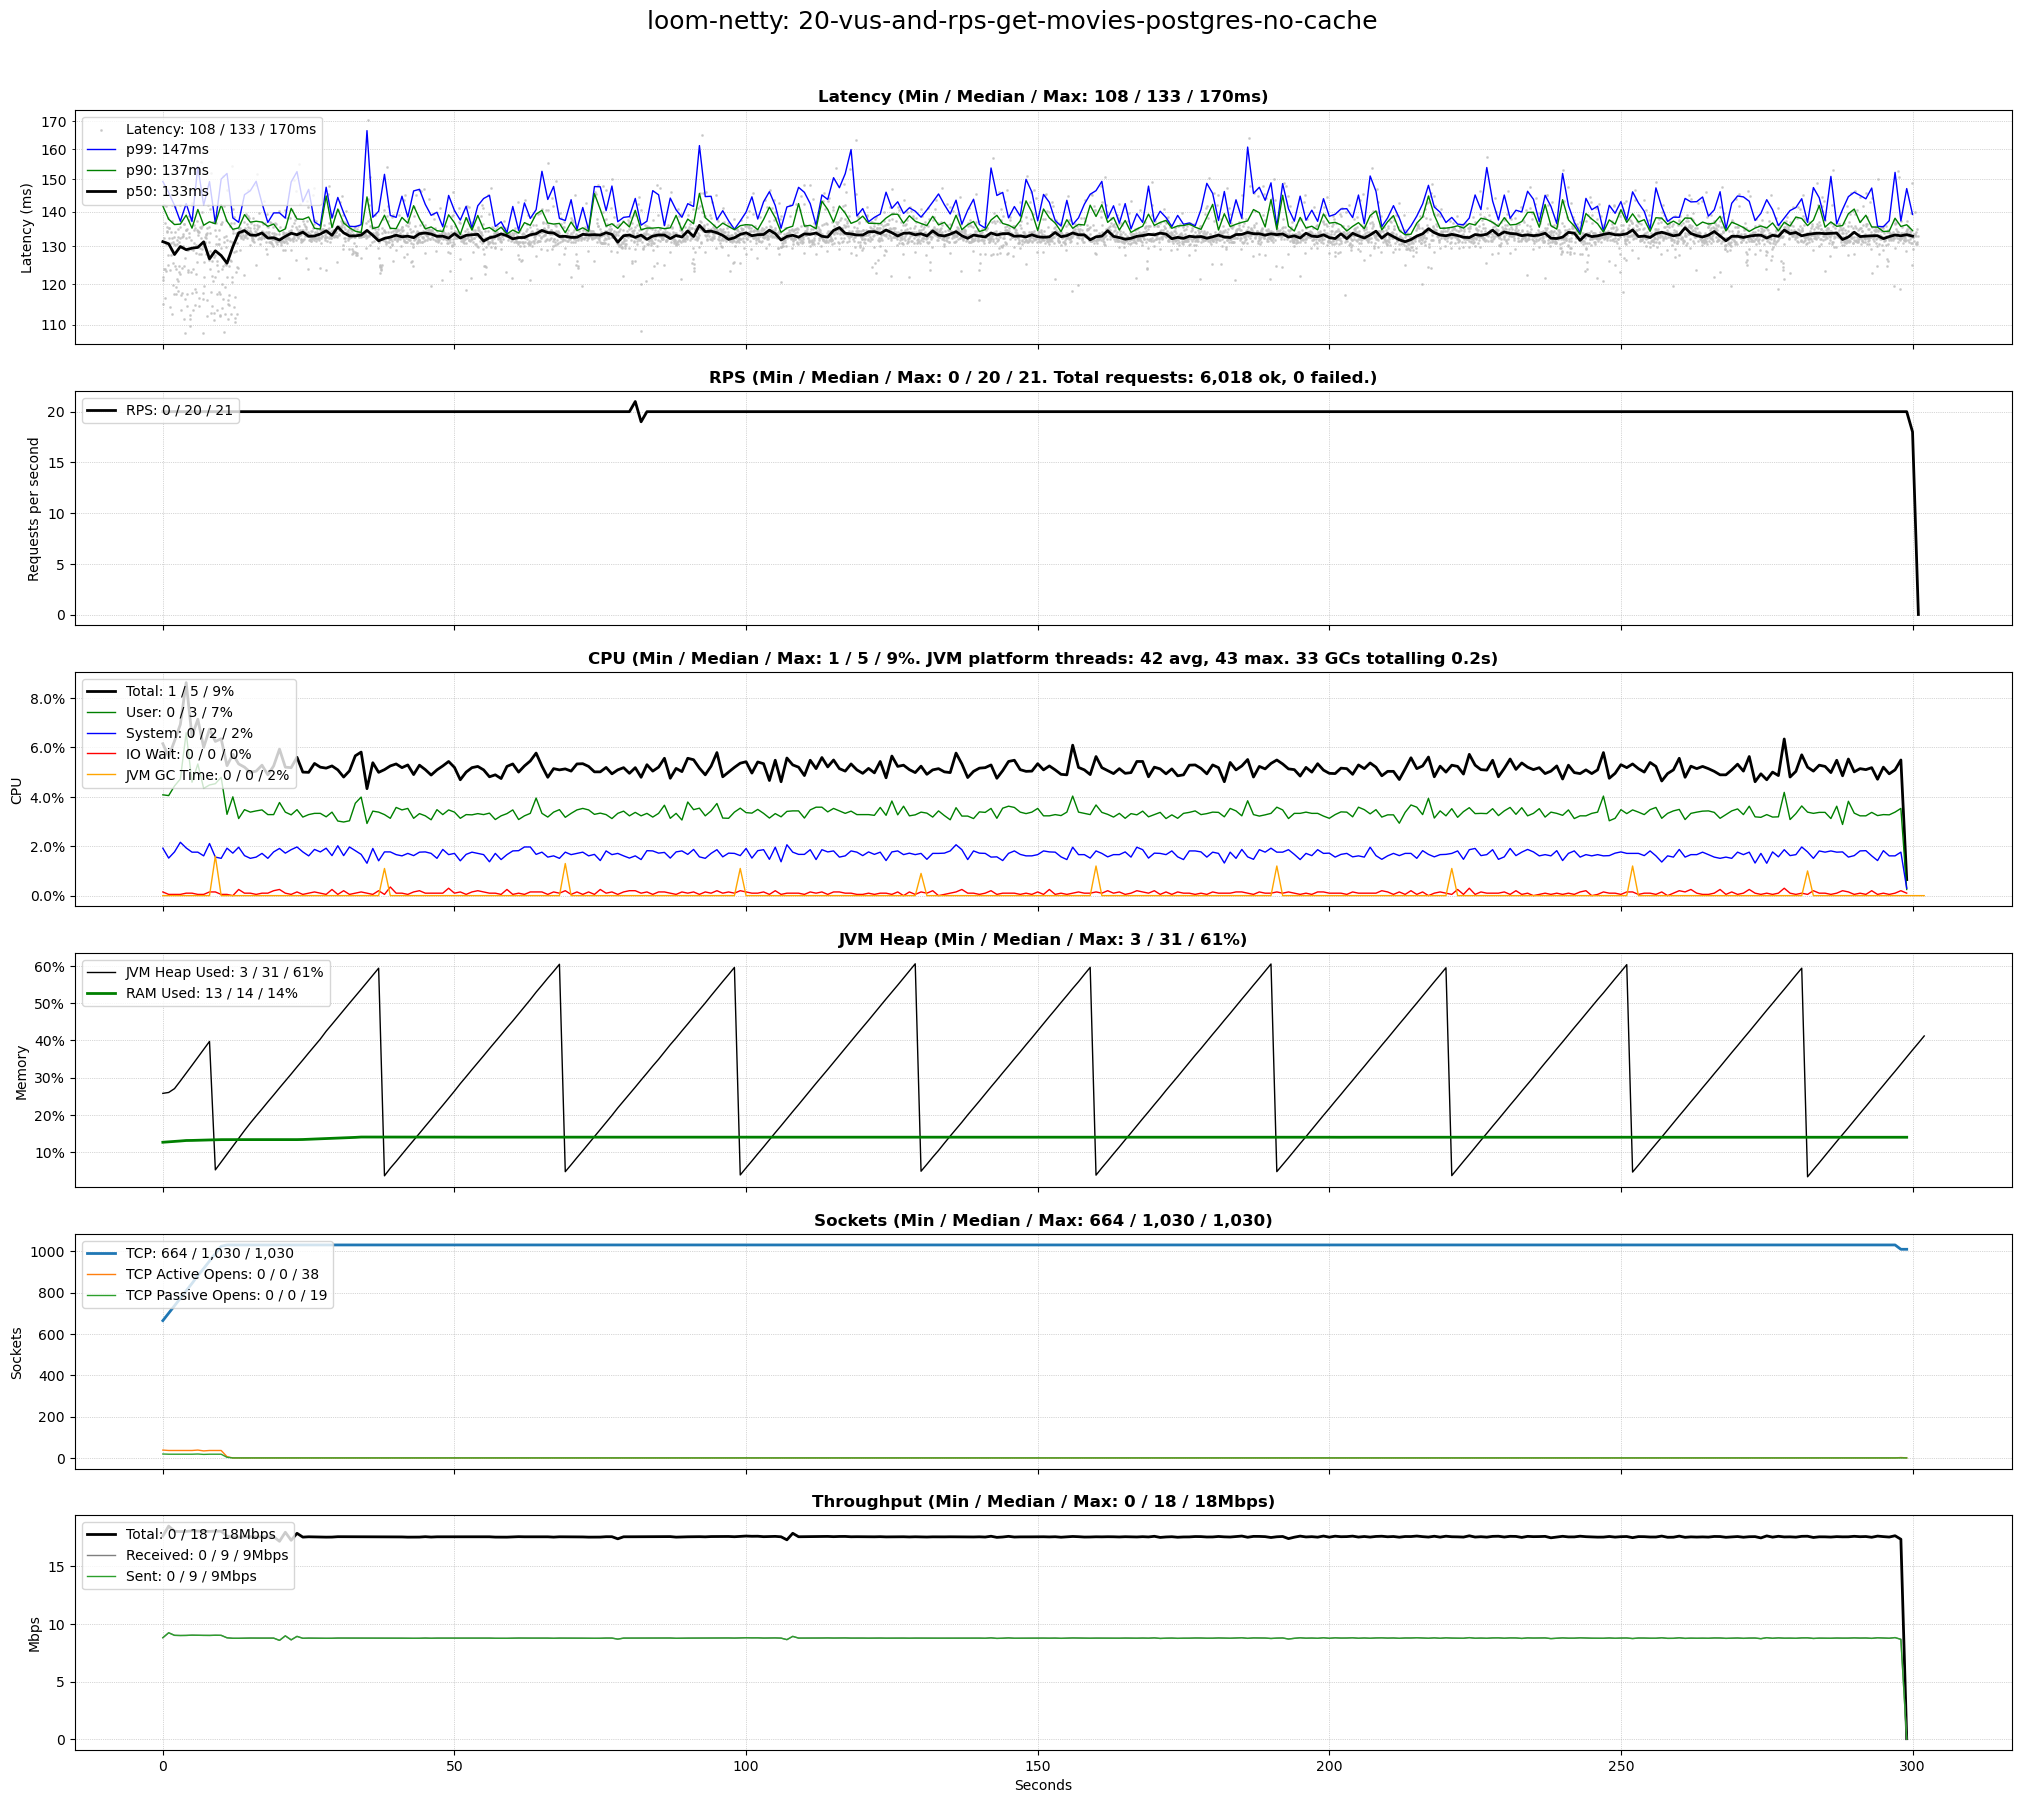 loom-netty: 20-vus-and-rps-get-movies-postgres-no-cache
Latency (Min / Median / Max: 108 / 133 / 170ms)
Latency (ms)
170
160
150
140
130
120
110
Latency: 108 / 133 / 170ms
p99: 147ms
p90: 137ms
p50: 133ms
RPS (Min / Median / Max: 0 / 20 / 21. Total requests: 6,018 ok, 0 failed.)
Requests per second
20
15
10
5
0
RPS: 0 / 20 / 21
CPU (Min / Median / Max: 1 / 5 / 9%. JVM platform threads: 42 avg, 43 max. 33 GCs totalling 0.2s)
CPU
8.0%
6.0%
4.0%
2.0%
0.0%
Total: 1 / 5 / 9%
User: 0 / 3 / 7%
System: 0 / 2 / 2%
IO Wait: 0 / 0 / 0%
JVM GC Time: 0 / 0 / 2%
JVM Heap (Min / Median / Max: 3 / 31 / 61%)
Memory
60%
50%
40%
30%
20%
10%
JVM Heap Used: 3 / 31 / 61%
RAM Used: 13 / 14 / 14%
Sockets (Min / Median / Max: 664 / 1,030 / 1,030)
Sockets
1000
800
600
400
200
0
TCP: 664 / 1,030 / 1,030
TCP Active Opens: 0 / 0 / 38
TCP Passive Opens: 0 / 0 / 19
Throughput (Min / Median / Max: 0 / 18 / 18Mbps)
Mbps
15
10
5
0
Total: 0 / 18 / 18Mbps
Received: 0 / 9 / 9Mbps
Sent: 0 / 9 / 9Mbps
0 50 100 150 200 250 300
Seconds